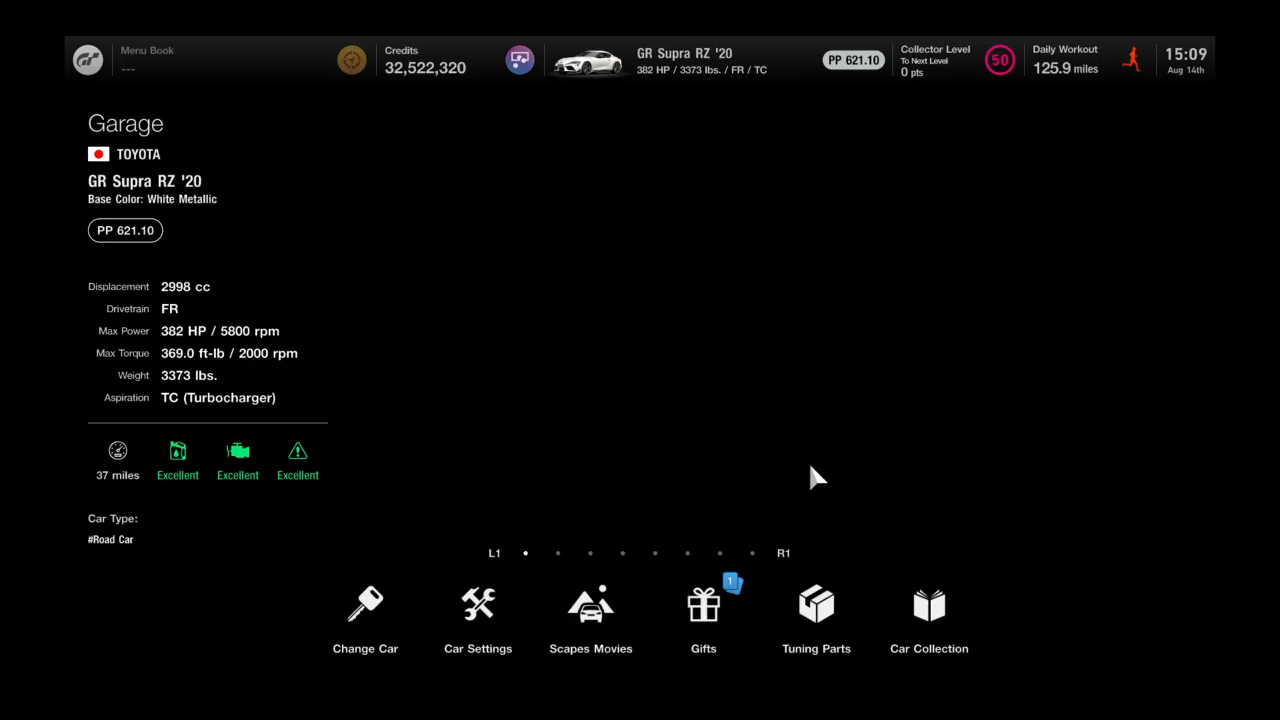 Menu Book
---
Credits
32,522,320
GR Supra RZ '20
382 HP / 3373 lbs. / FR / TC
PP 621.10
Collector Level
To Next Level
0 pts
50
Daily Workout
125.9 miles
15:09
Aug 14th
Garage
TOYOTA
GR Supra RZ '20
Base Color: White Metallic
PP 621.10
Displacement 2998 cc
Drivetrain FR
Max Power 382 HP / 5800 rpm
Max Torque 369.0 ft-lb / 2000 rpm
Weight 3373 lbs.
Aspiration TC (Turbocharger)
37 miles Excellent Excellent Excellent
Car Type:
#Road Car
L1 R1
1
Change Car Car Settings Scapes Movies Gifts Tuning Parts Car Collection